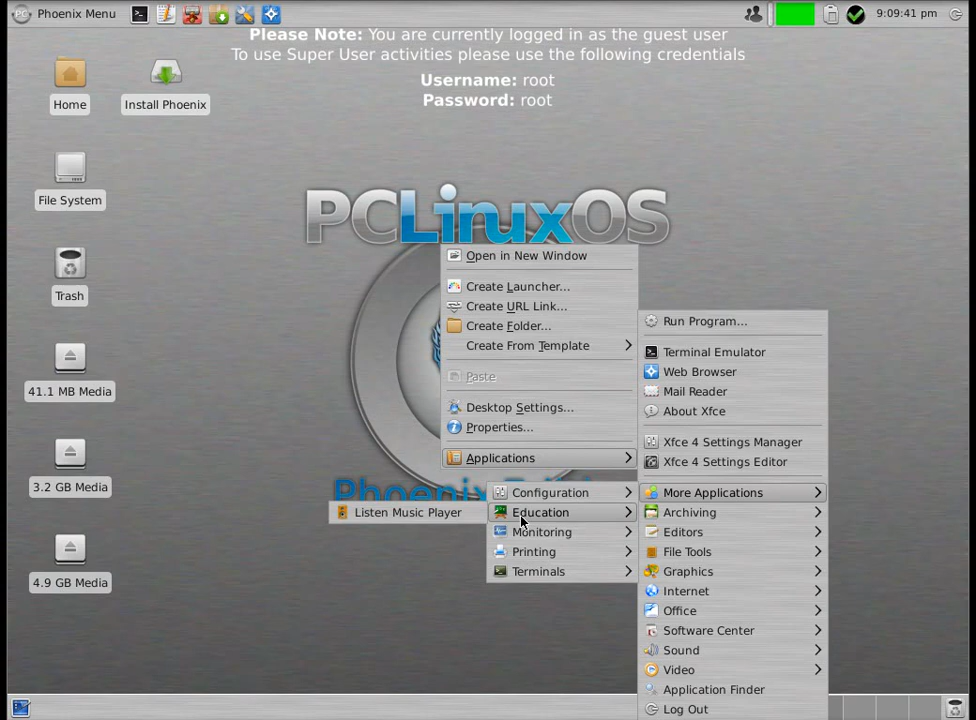 Phoenix Menu
9:09:41 pm
Please Note: You are currently logged in as the guest user
To use Super User activities please use the following credentials
Username: root
Password: root
Home
Install Phoenix
File System
Trash
41.1 MB Media
3.2 GB Media
4.9 GB Media
PCLinuxOS
Open in New Window
Create Launcher...
Create URL Link...
Create Folder...
Create From Template
Paste
Desktop Settings...
Properties...
Applications
Run Program...
Terminal Emulator
Web Browser
Mail Reader
About Xfce
Xfce 4 Settings Manager
Xfce 4 Settings Editor
More Applications
Archiving
Editors
File Tools
Graphics
Internet
Office
Software Center
Sound
Video
Application Finder
Log Out
Configuration
Education
Monitoring
Printing
Terminals
Listen Music Player